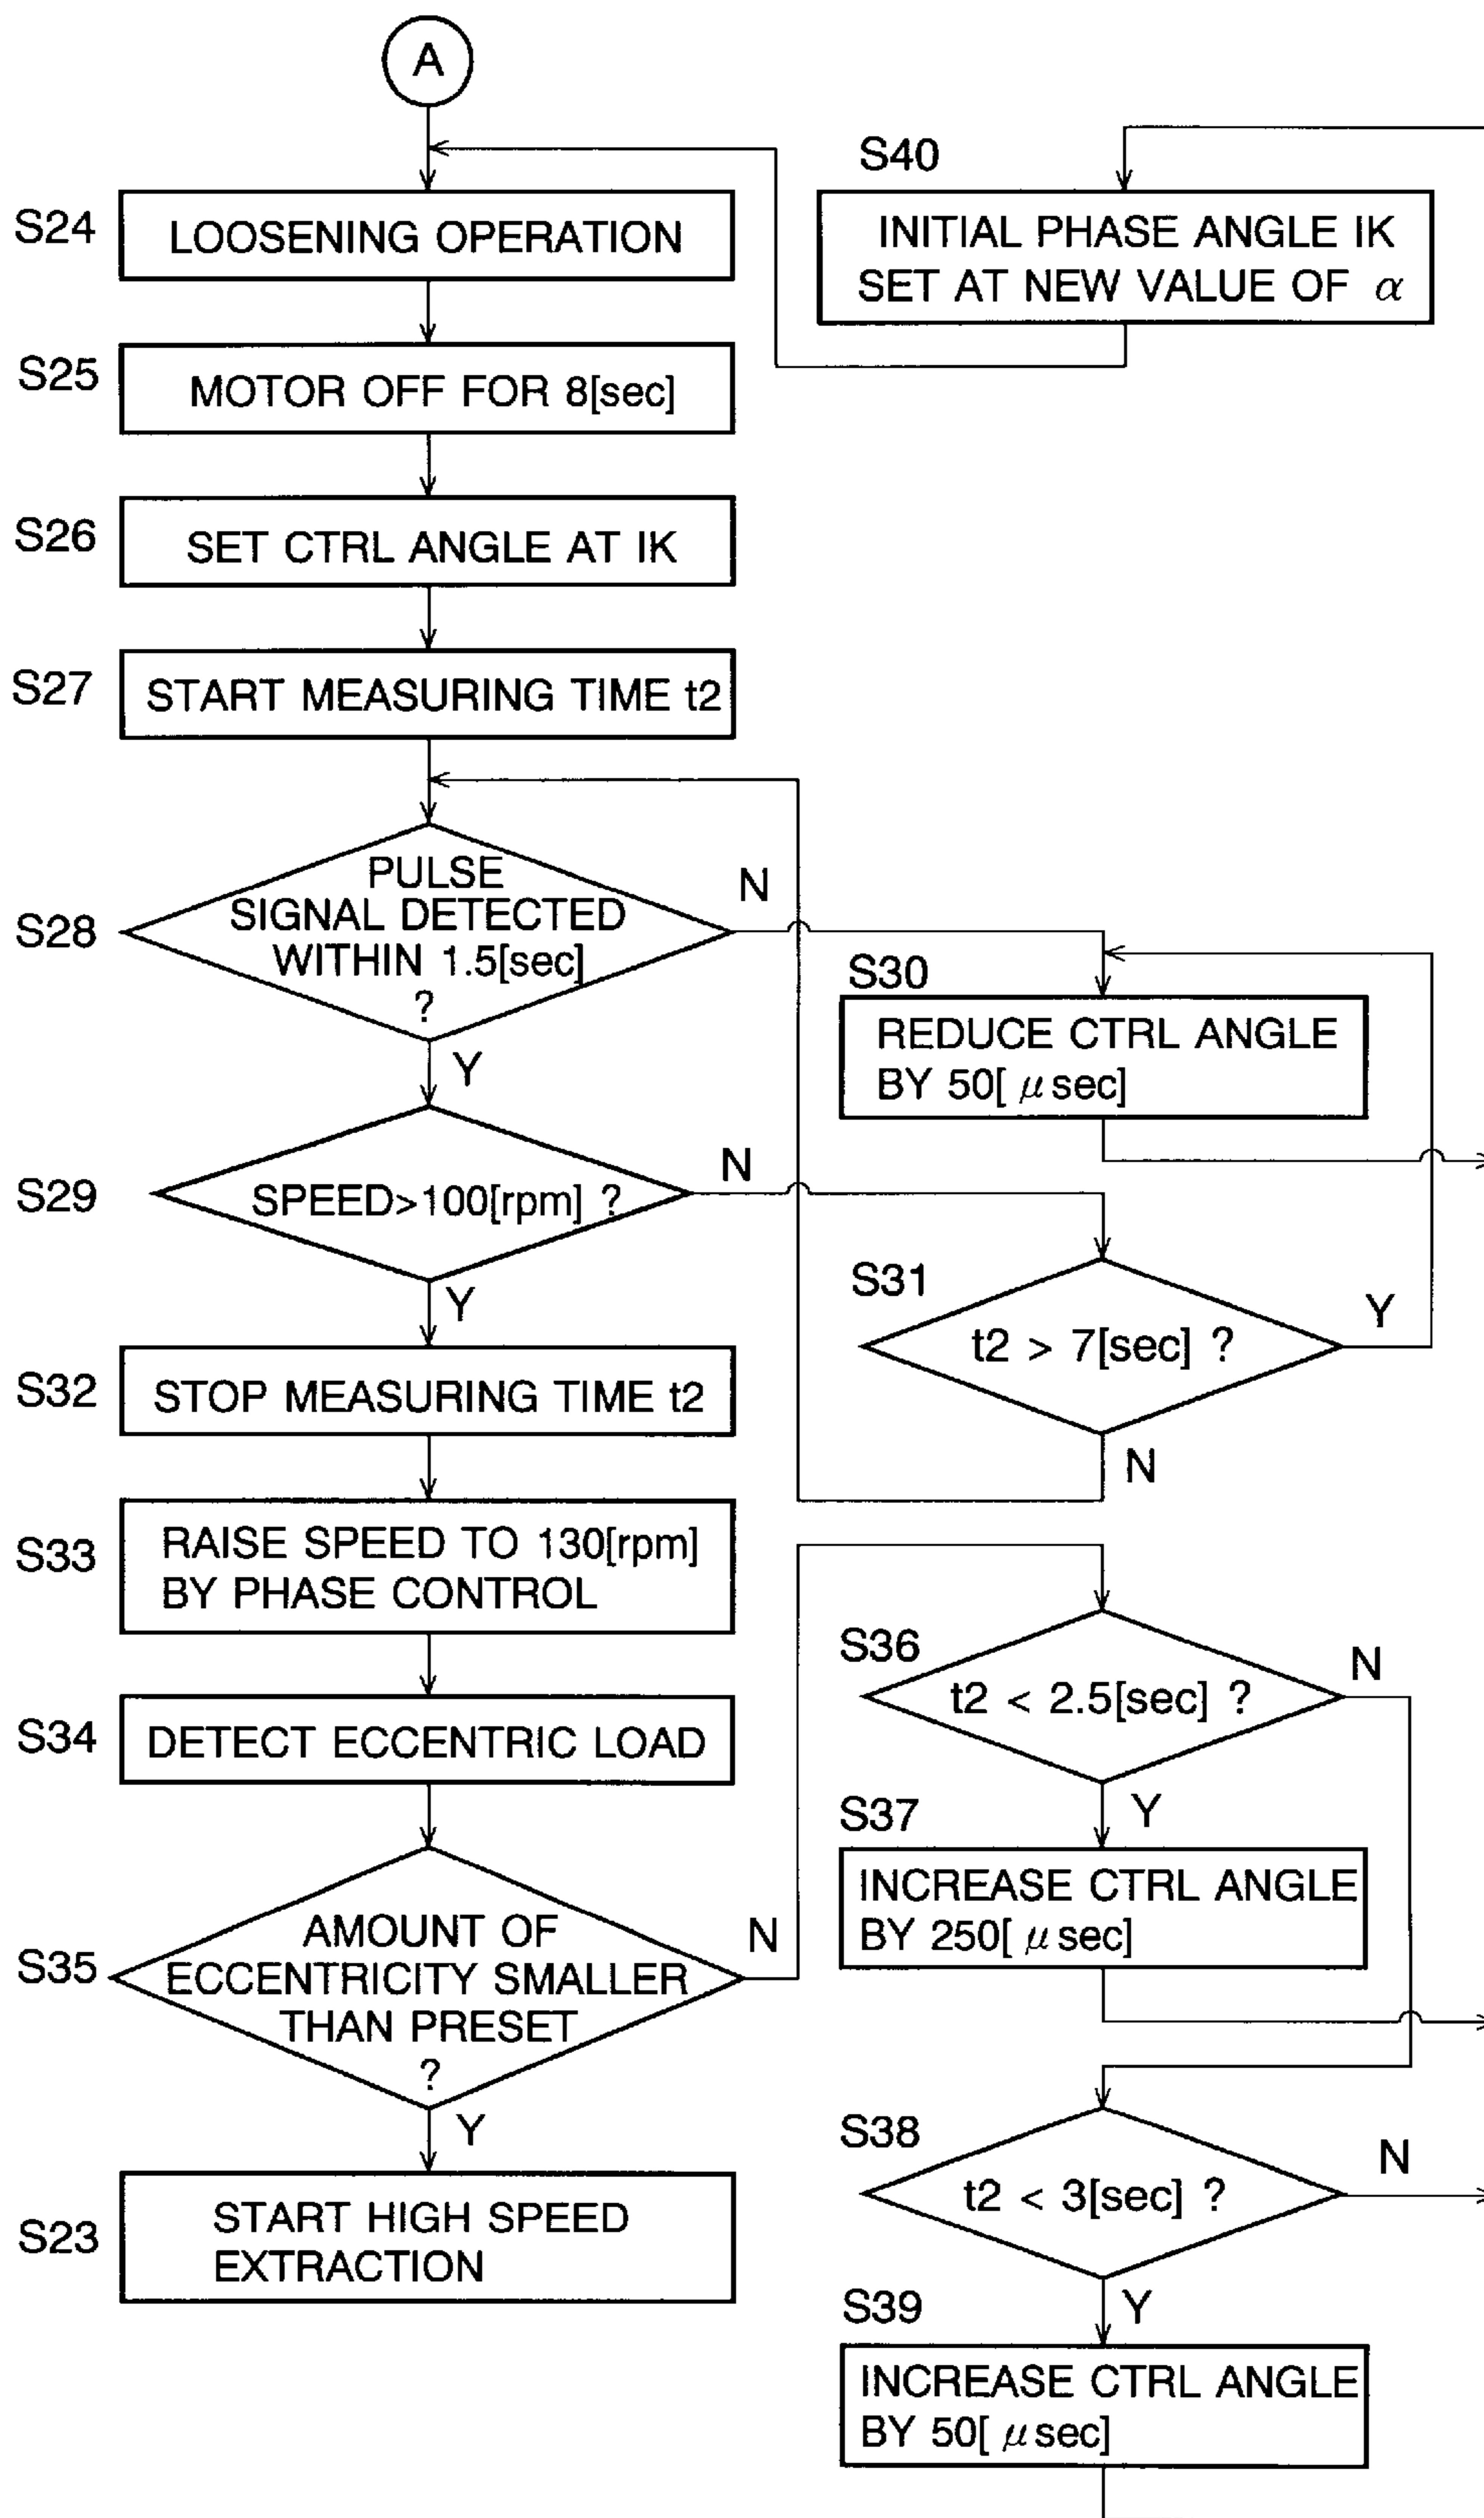 A
S24
LOOSENING OPERATION
S40
INITIAL PHASE ANGLE IK
SET AT NEW VALUE OF α
S25
MOTOR OFF FOR 8[sec]
S26
SET CTRL ANGLE AT IK
S27
START MEASURING TIME t2
S28
PULSE
SIGNAL DETECTED
WITHIN 1.5[sec]
?
N
Y
S30
REDUCE CTRL ANGLE
BY 50[ μ sec]
S29
SPEED>100[rpm] ?
N
Y
S31
t2 > 7[sec] ?
Y
N
S32
STOP MEASURING TIME t2
S33
RAISE SPEED TO 130[rpm]
BY PHASE CONTROL
S34
DETECT ECCENTRIC LOAD
S36
t2 < 2.5[sec] ?
N
Y
S37
INCREASE CTRL ANGLE
BY 250[ μ sec]
S35
AMOUNT OF
ECCENTRICITY SMALLER
THAN PRESET
?
N
Y
S38
t2 < 3[sec] ?
N
Y
S23
START HIGH SPEED
EXTRACTION
S39
INCREASE CTRL ANGLE
BY 50[ μ sec]